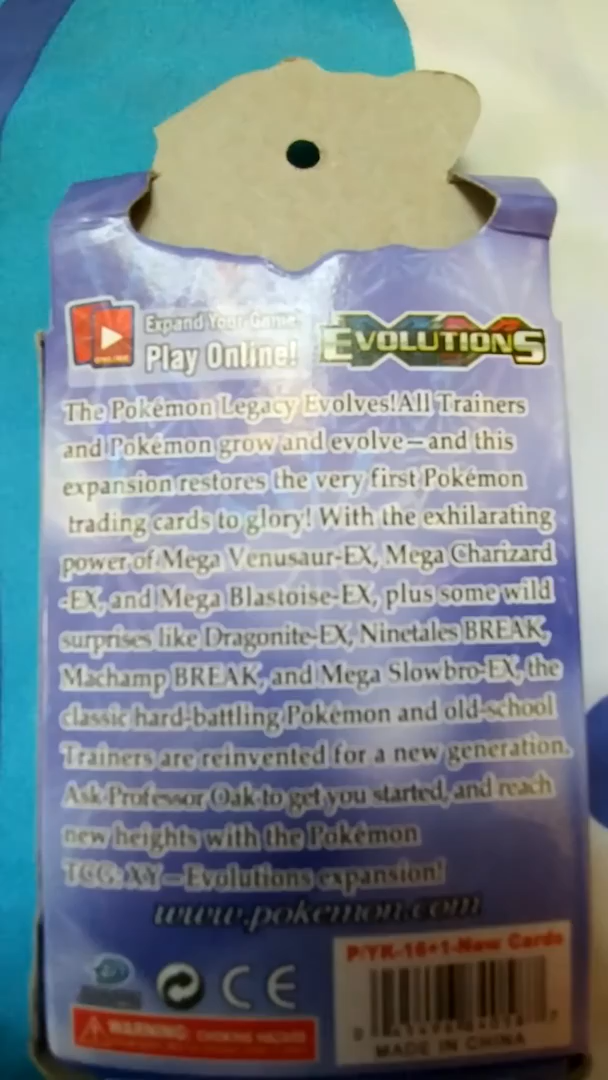 Expand Your Game
Play Online!
EVOLUTIONS
The Pokémon Legacy Evolves!All Trainers
and Pokémon grow and evolve—and this
expansion restores the very first Pokémon
trading cards to glory! With the exhilarating
power of Mega Venusaur-EX, Mega Charizard
-EX, and Mega Blastoise-EX, plus some wild
surprises like Dragonite-EX, Ninetales BREAK,
Machamp BREAK, and Mega Slowbro-EX, the
classic hard-battling Pokémon and old-school
Trainers are reinvented for a new generation.
Ask Professor Oak to get you started, and reach
new heights with the Pokémon
TCG: XY—Evolutions expansion!
www.pokemon.com
P/YK-16+1-New Cards
CE
WARNING: CHOKING HAZARD
MADE IN CHINA